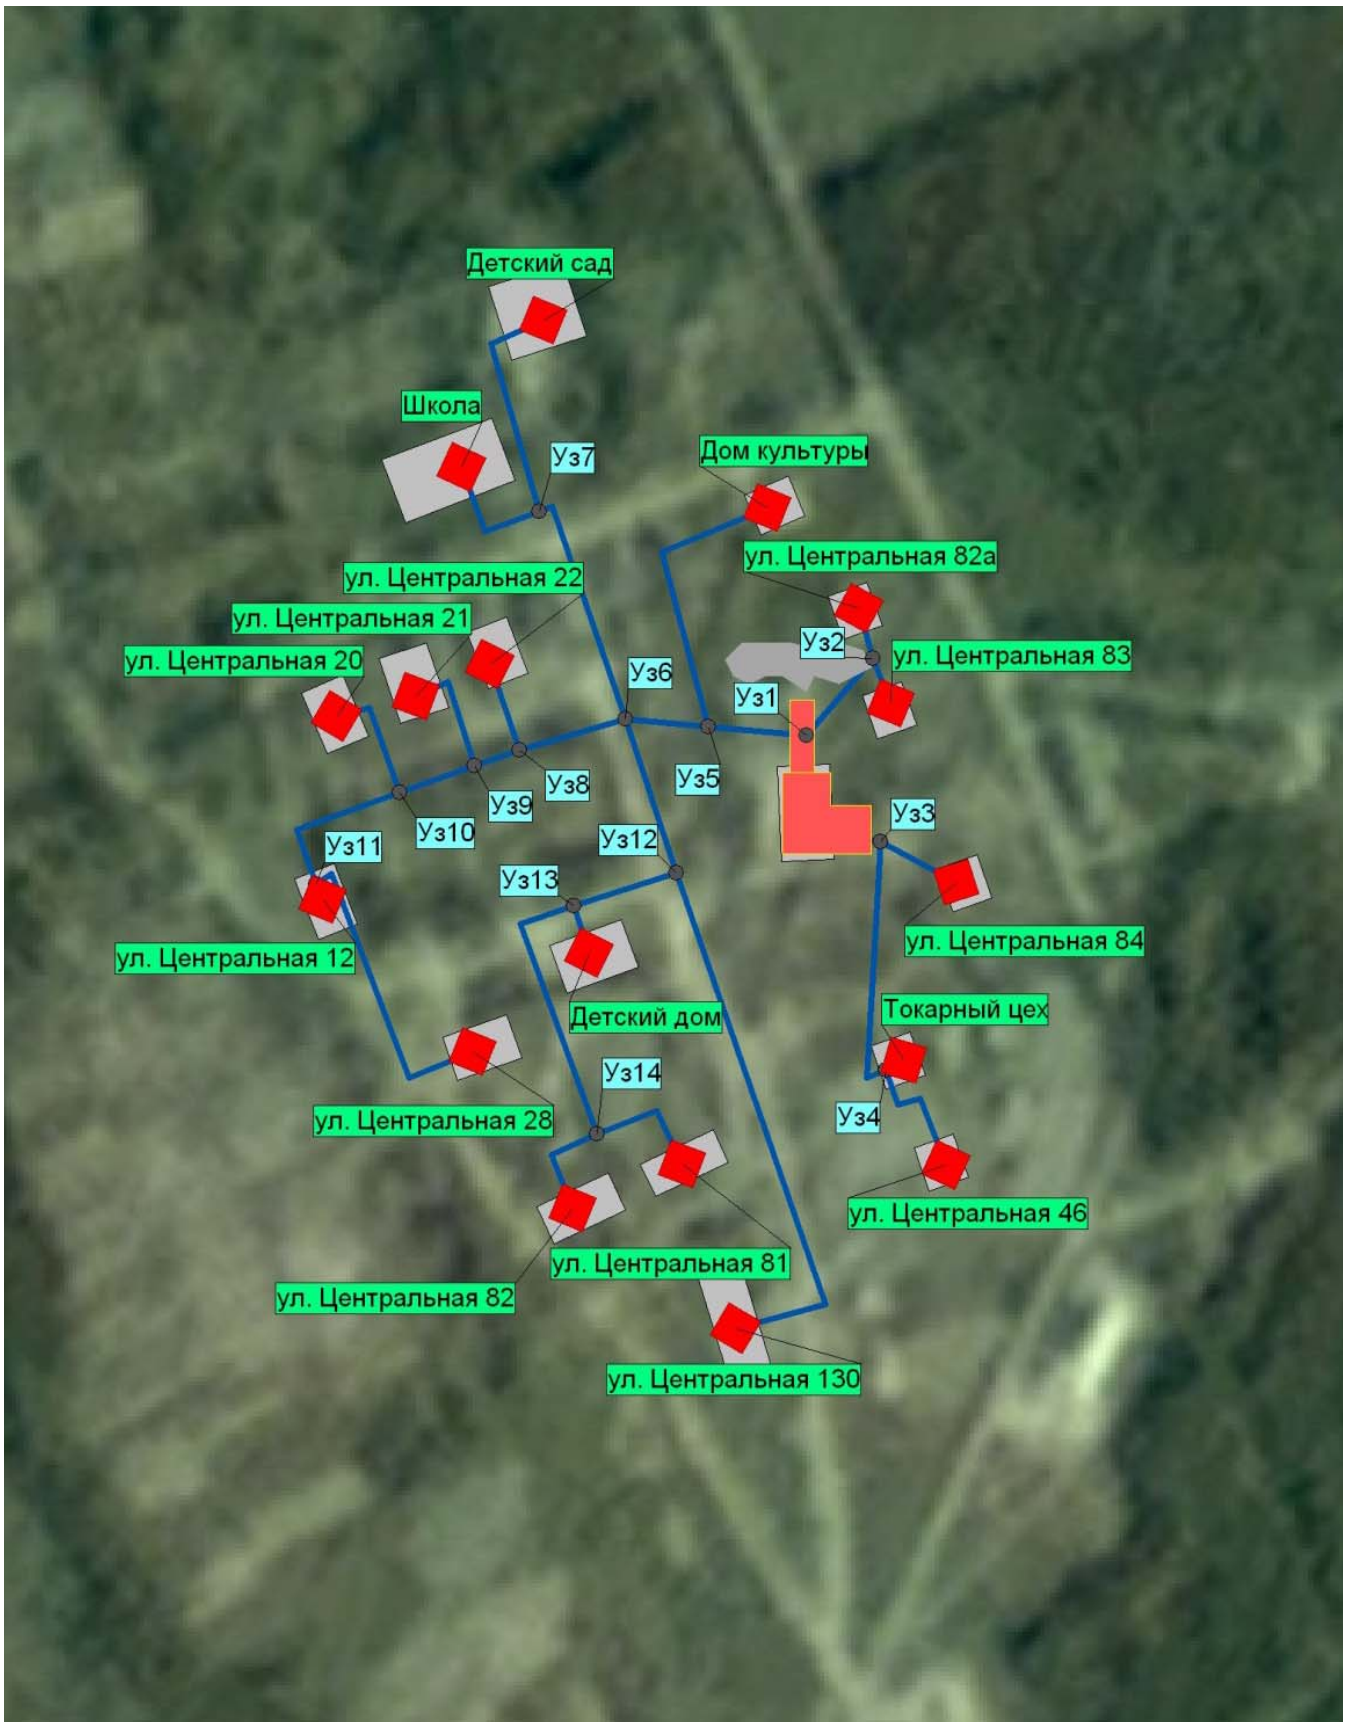 Детский сад
Школа
Уз7
Дом культуры
ул. Центральная 82а
ул. Центральная 22
ул. Центральная 21
Уз2
ул. Центральная 83
ул. Центральная 20
Уз6
Уз1
Уз5
Уз8
Уз9
Уз3
Уз10
Уз11
Уз12
Уз13
ул. Центральная 84
ул. Центральная 12
Токарный цех
Детский дом
Уз14
Уз4
ул. Центральная 28
ул. Центральная 46
ул. Центральная 81
ул. Центральная 82
ул. Центральная 130